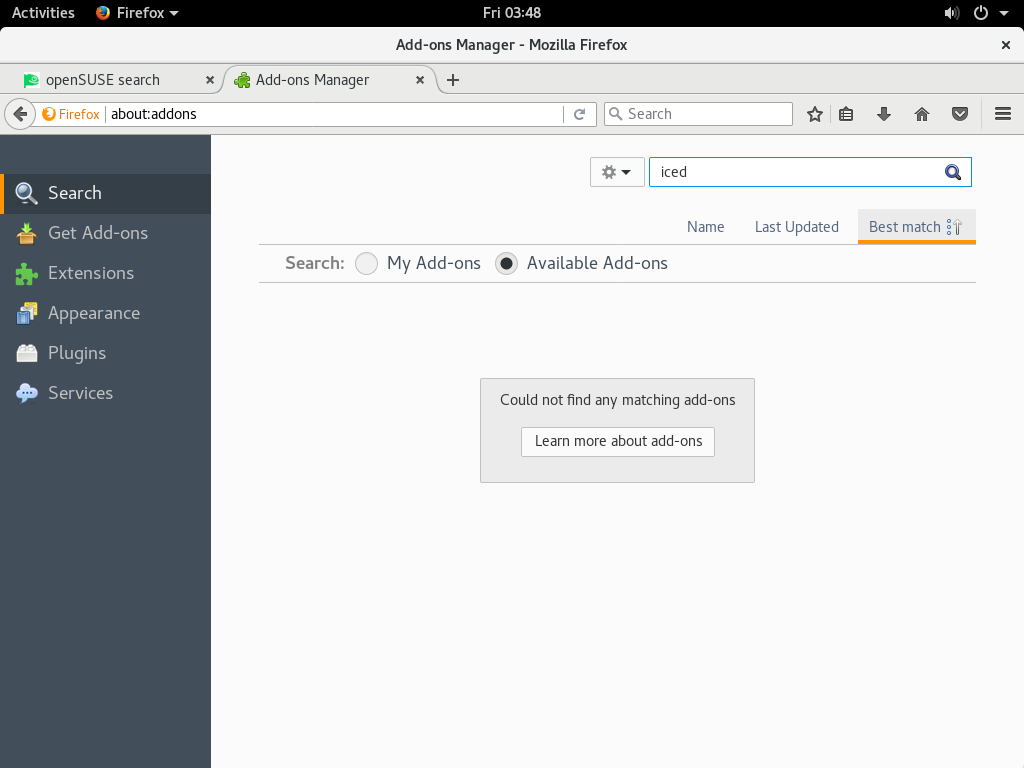 Activities Firefox Fri 03:48
Add-ons Manager - Mozilla Firefox
openSUSE search Add-ons Manager
Firefox about:addons Search
iced
Search
Name Last Updated Best match
Get Add-ons
Search: My Add-ons Available Add-ons
Extensions
Appearance
Plugins
Services
Could not find any matching add-ons
Learn more about add-ons